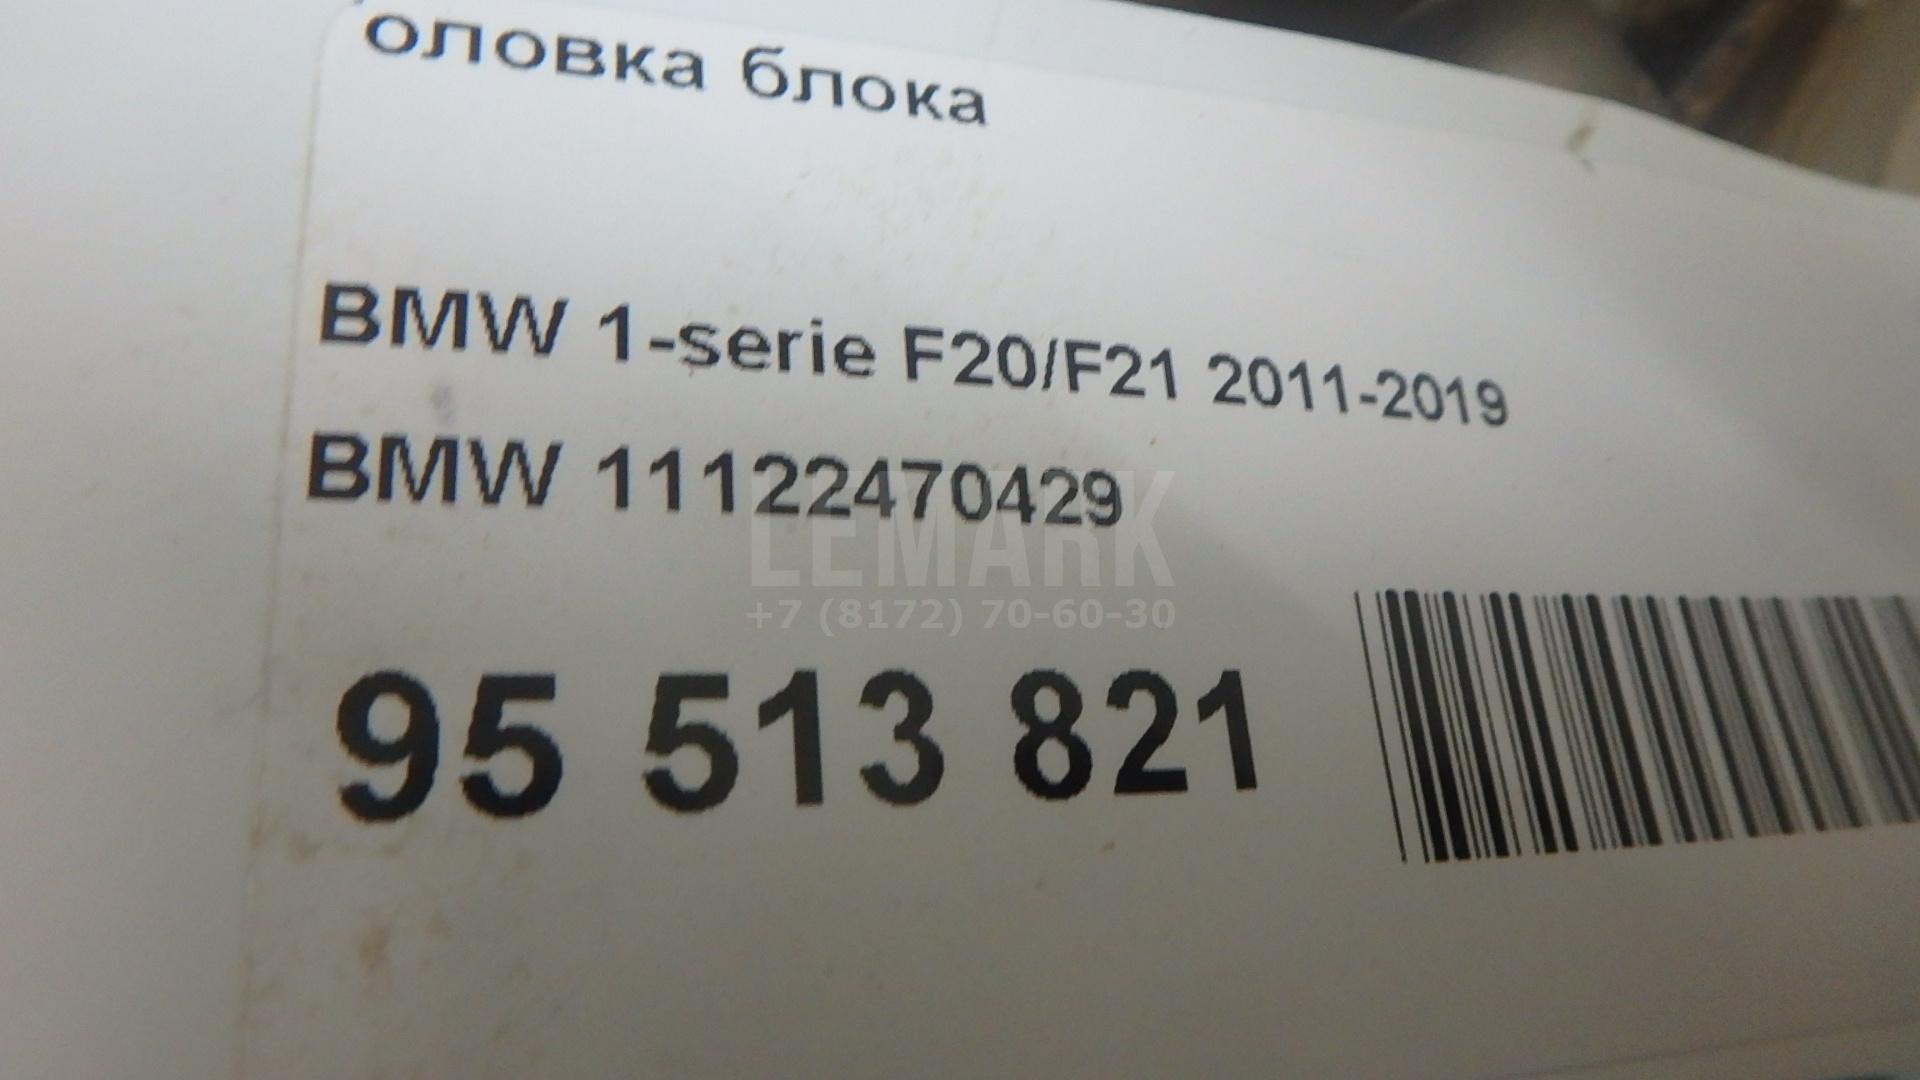 оловка блока
BMW 1-serie F20/F21 2011-2019
BMW 11122470429
LEMARK
+7 (8172) 70-60-30
95 513 821